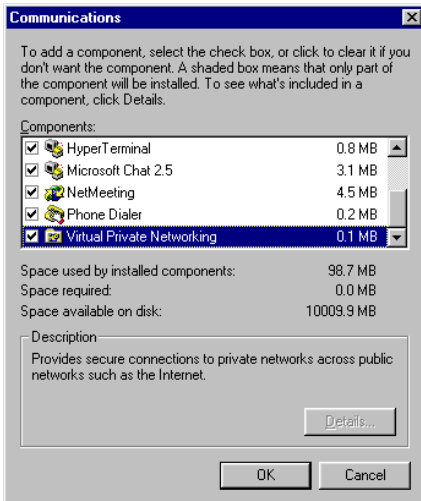 Communications
To add a component, select the check box, or click to clear it if you
don't want the component. A shaded box means that only part of
the component will be installed. To see what's included in a
component, click Details.
Components:
HyperTerminal 0.8 MB
Microsoft Chat 2.5 3.1 MB
NetMeeting 4.5 MB
Phone Dialer 0.2 MB
Virtual Private Networking 0.1 MB
Space used by installed components: 98.7 MB
Space required: 0.0 MB
Space available on disk: 10009.9 MB
Description
Provides secure connections to private networks across public
networks such as the Internet.
Details...
OK Cancel